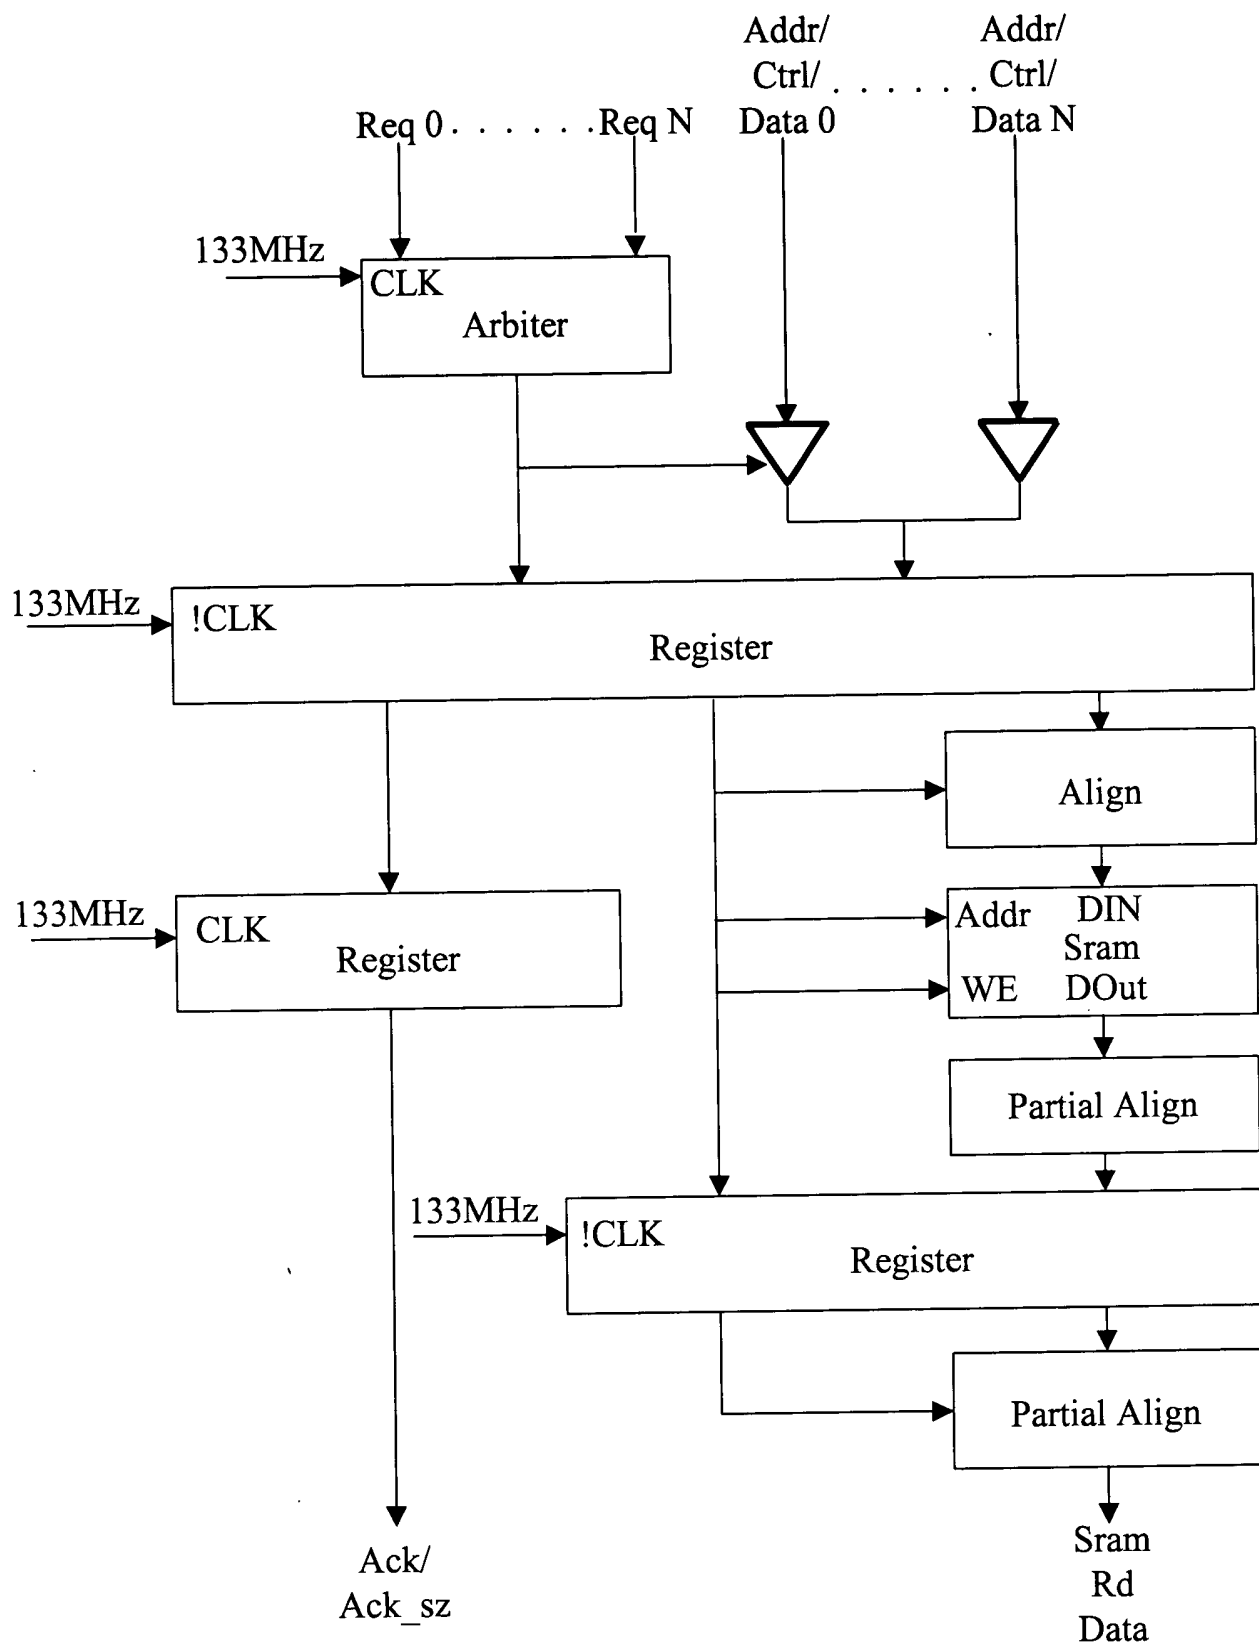 Addr/ Addr/
Ctrl/ . . . . . . Ctrl/
Req 0 . . . . . . Req N Data 0 Data N
133MHz
CLK
Arbiter
133MHz
!CLK
Register
Align
133MHz
CLK
Register
Addr DIN
Sram
WE DOut
Partial Align
133MHz
!CLK
Register
Partial Align
Ack/
Ack_sz
Sram
Rd
Data